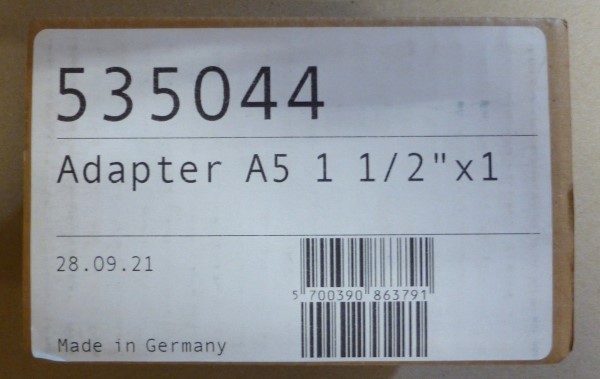 535044
Adapter A5 1 1/2"x1
28.09.21
5 700390 863791
Made in Germany